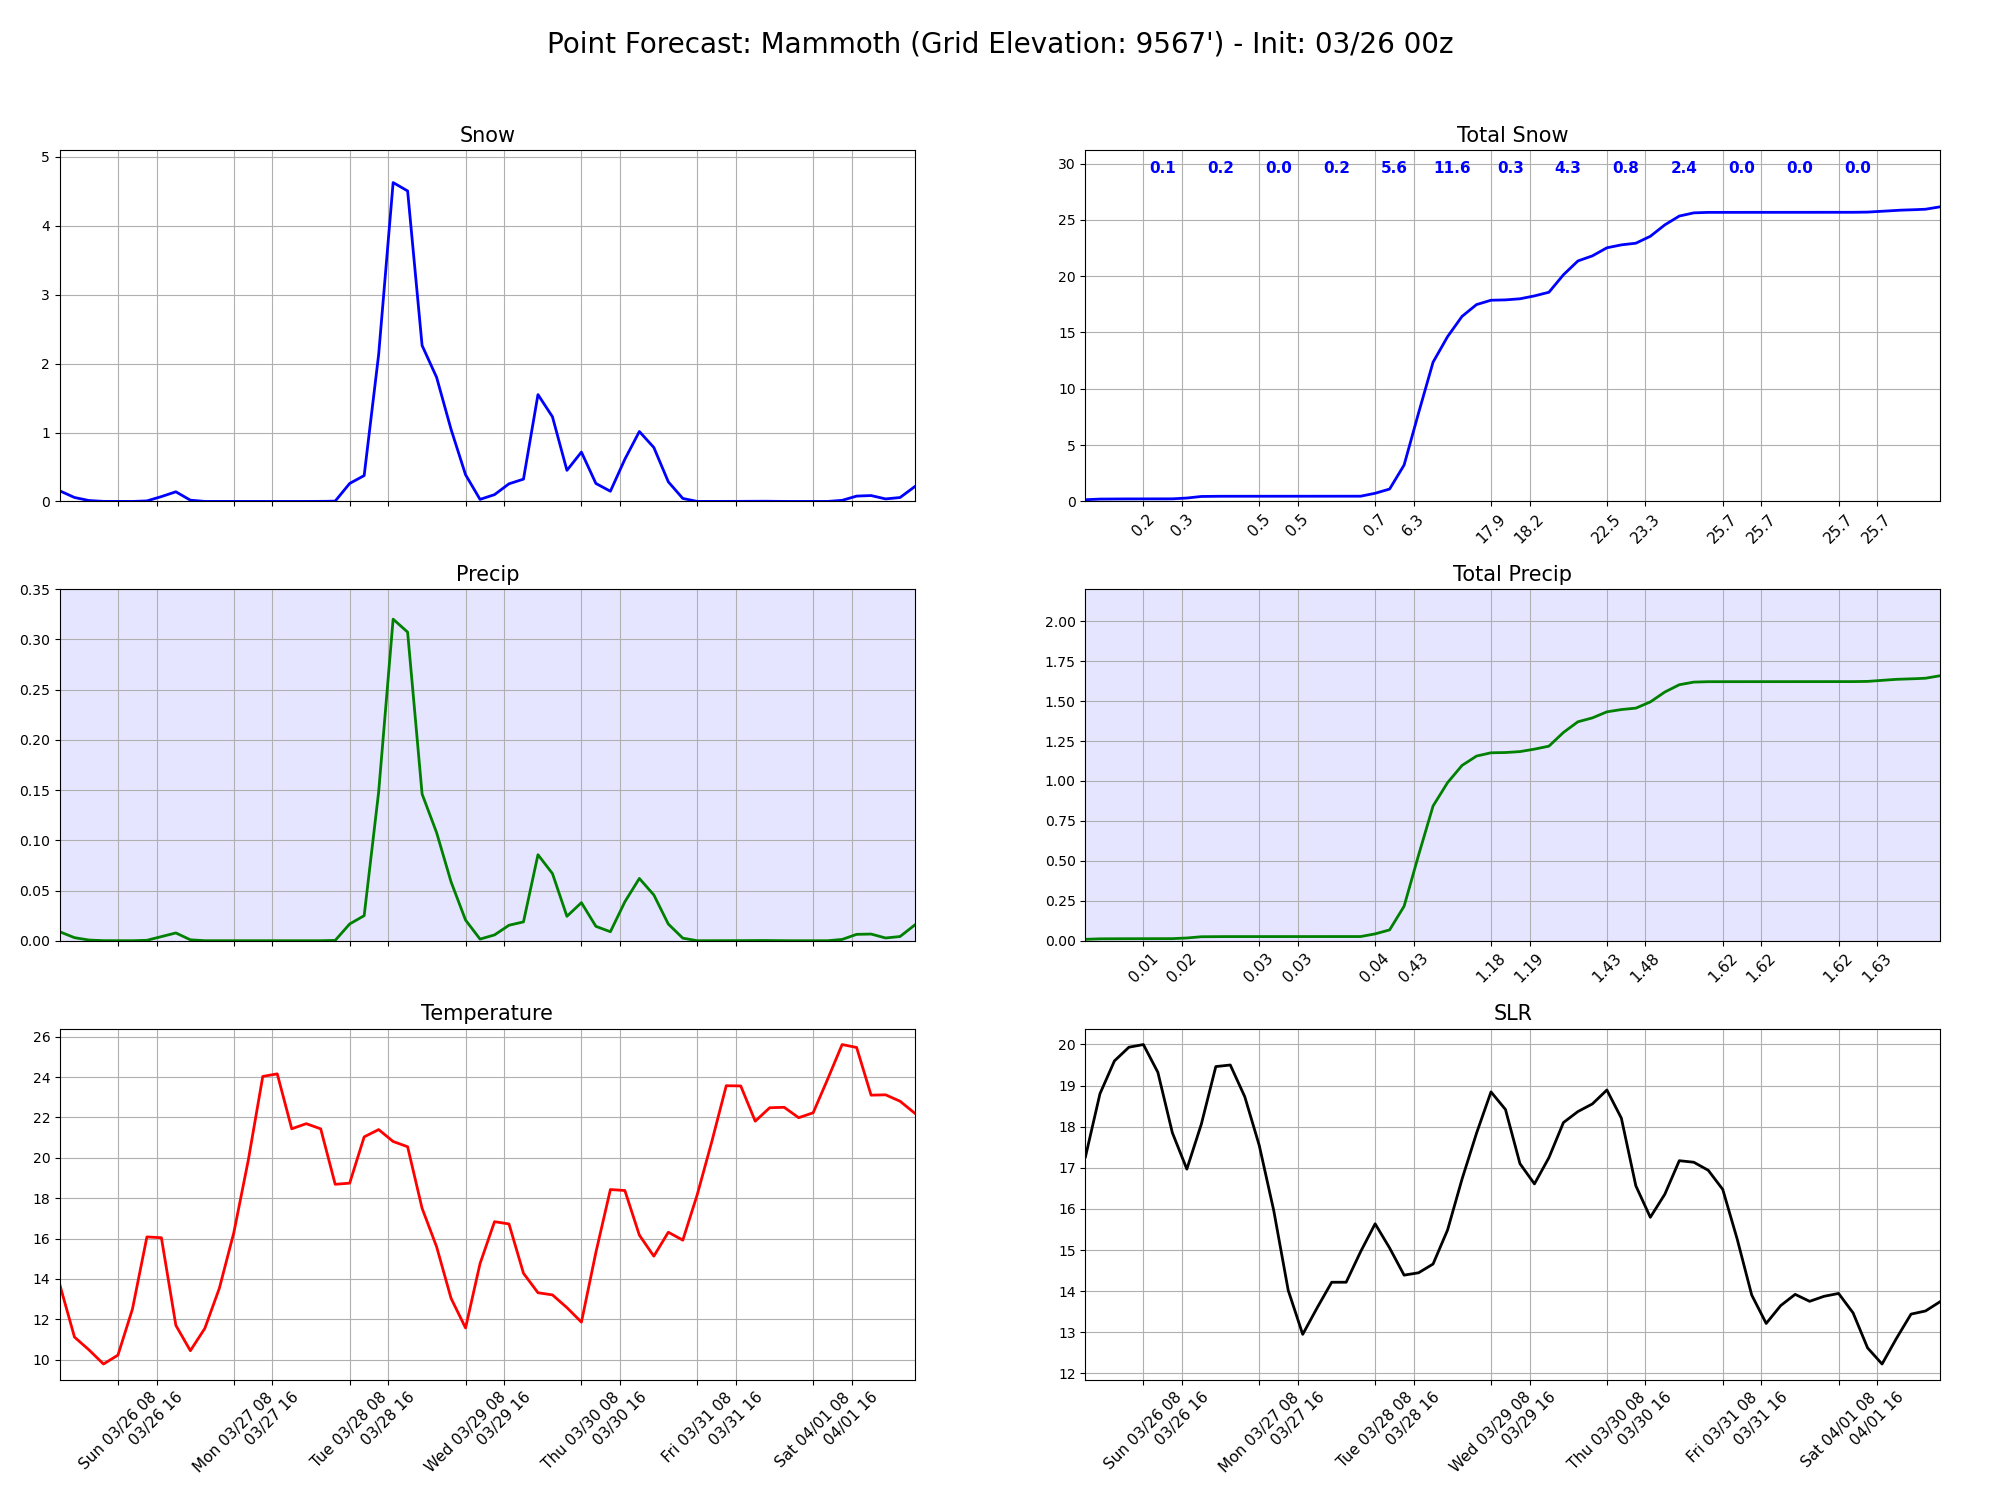 Point Forecast: Mammoth (Grid Elevation: 9567') - Init: 03/26 00z
Snow
5
4
3
2
1
0
Total Snow
0.1 0.2 0.0 0.2 5.6 11.6 0.3 4.3 0.8 2.4 0.0 0.0 0.0
30
25
20
15
10
5
0
0.2 0.3 0.5 0.5 0.7 6.3 17.9 18.2 22.5 23.3 25.7 25.7 25.7 25.7
Precip
0.35
0.30
0.25
0.20
0.15
0.10
0.05
0.00
Total Precip
2.00
1.75
1.50
1.25
1.00
0.75
0.50
0.25
0.00
0.01 0.02 0.03 0.03 0.04 0.43 1.18 1.19 1.43 1.48 1.62 1.62 1.62 1.63
Temperature
26
24
22
20
18
16
14
12
10
Sun 03/26 08
03/26 16
Mon 03/27 08
03/27 16
Tue 03/28 08
03/28 16
Wed 03/29 08
03/29 16
Thu 03/30 08
03/30 16
Fri 03/31 08
03/31 16
Sat 04/01 08
04/01 16
SLR
20
19
18
17
16
15
14
13
12
Sun 03/26 08
03/26 16
Mon 03/27 08
03/27 16
Tue 03/28 08
03/28 16
Wed 03/29 08
03/29 16
Thu 03/30 08
03/30 16
Fri 03/31 08
03/31 16
Sat 04/01 08
04/01 16